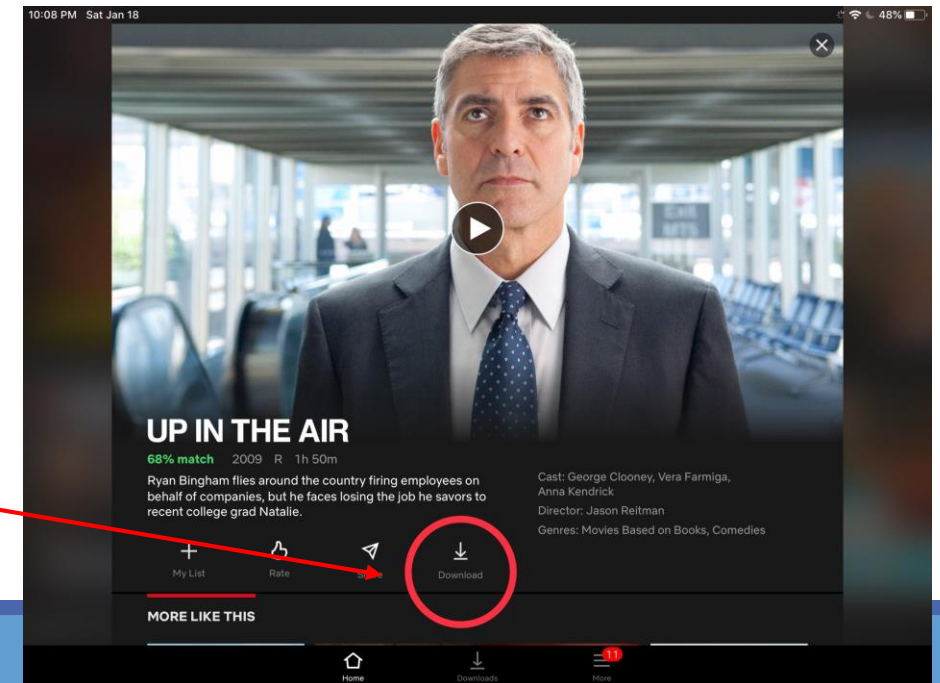 10:08 PM Sat Jan 18
48%
UP IN THE AIR
68% match 2009 R 1h 50m
Ryan Bingham flies around the country firing employees on
behalf of companies, but he faces losing the job he savors to
recent college grad Natalie.
Cast: George Clooney, Vera Farmiga,
Anna Kendrick
Director: Jason Reitman
Genres: Movies Based on Books, Comedies
My List Rate Download
MORE LIKE THIS
Home Downloads More
11